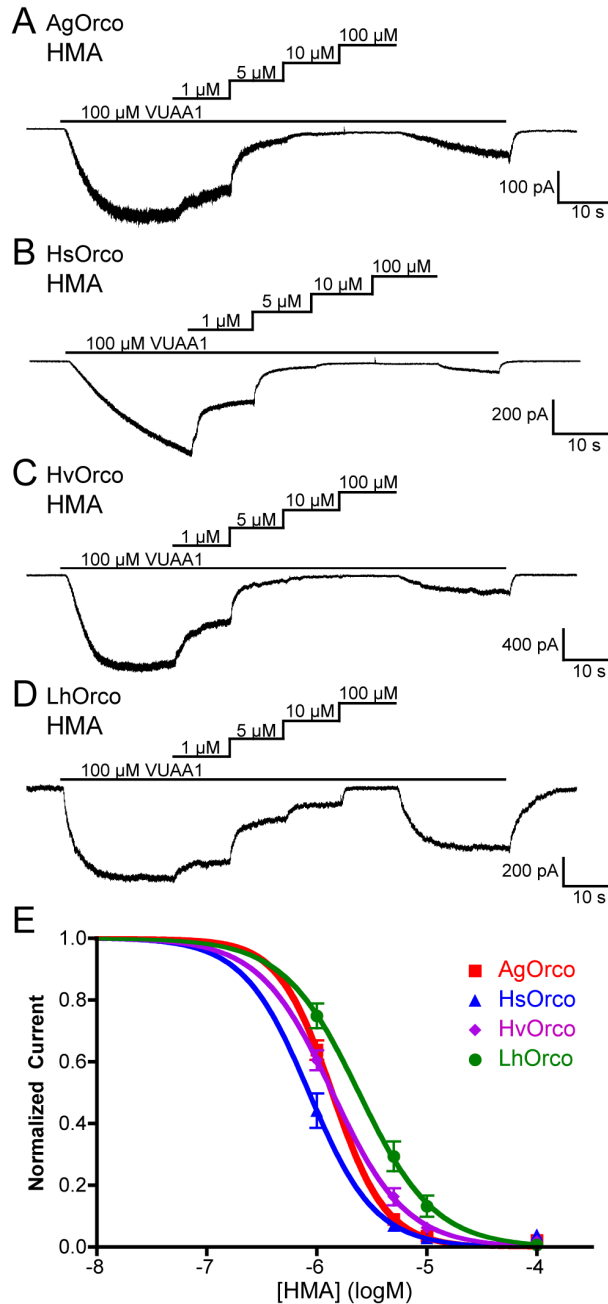 A AgOrco
HMA
1 μM
5 μM
10 μM
100 μM
100 μM VUAA1
100 pA
10 s
B HsOrco
HMA
1 μM
5 μM
10 μM
100 μM
100 μM VUAA1
200 pA
10 s
C HvOrco
HMA
1 μM
5 μM
10 μM
100 μM
100 μM VUAA1
400 pA
10 s
D LhOrco
HMA
1 μM
5 μM
10 μM
100 μM
100 μM VUAA1
200 pA
10 s
E
Normalized Current
1.0
0.8
0.6
0.4
0.2
0.0
AgOrco
HsOrco
HvOrco
LhOrco
-8 -7 -6 -5 -4
[HMA] (logM)